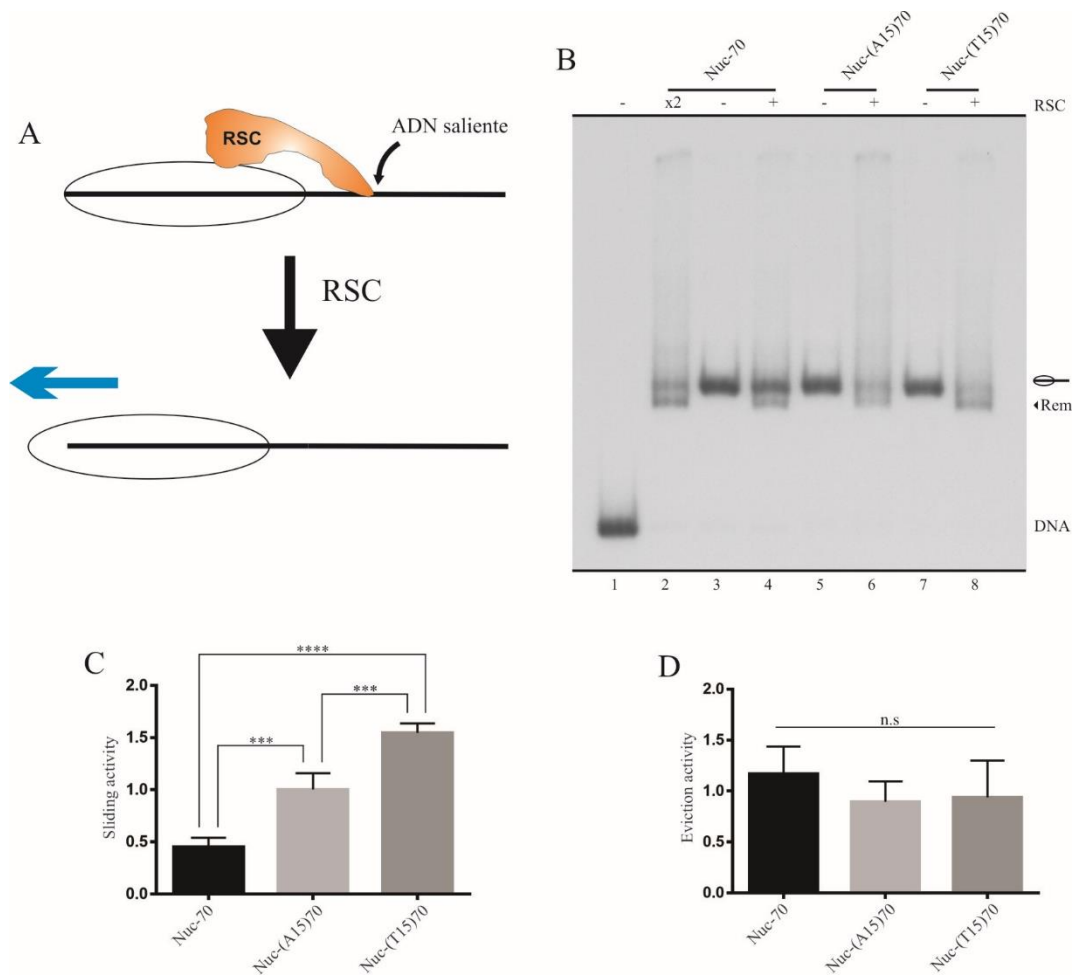 A
RSC
ADN saliente
RSC
B
Nuc-70
Nuc-(A15)70
Nuc-(T15)70
- x2 - + - + - + RSC
◂Rem
DNA
1 2 3 4 5 6 7 8
C
****
***
***
Sliding activity
2.0
1.5
1.0
0.5
0.0
Nuc-70
Nuc-(A15)70
Nuc-(T15)70
D
n.s
Eviction activity
2.0
1.5
1.0
0.5
0.0
Nuc-70
Nuc-(A15)70
Nuc-(T15)70